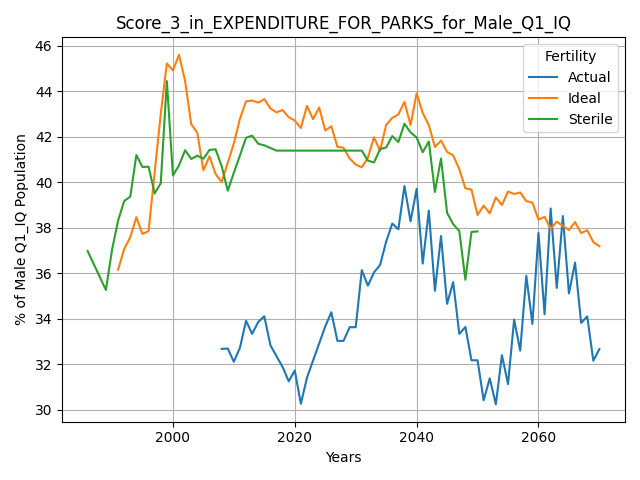 Score_3_in_EXPENDITURE_FOR_PARKS_for_Male_Q1_IQ
Fertility
Actual
Ideal
Sterile
% of Male Q1_IQ Population
46
44
42
40
38
36
34
32
30
2000
2020
2040
2060
Years